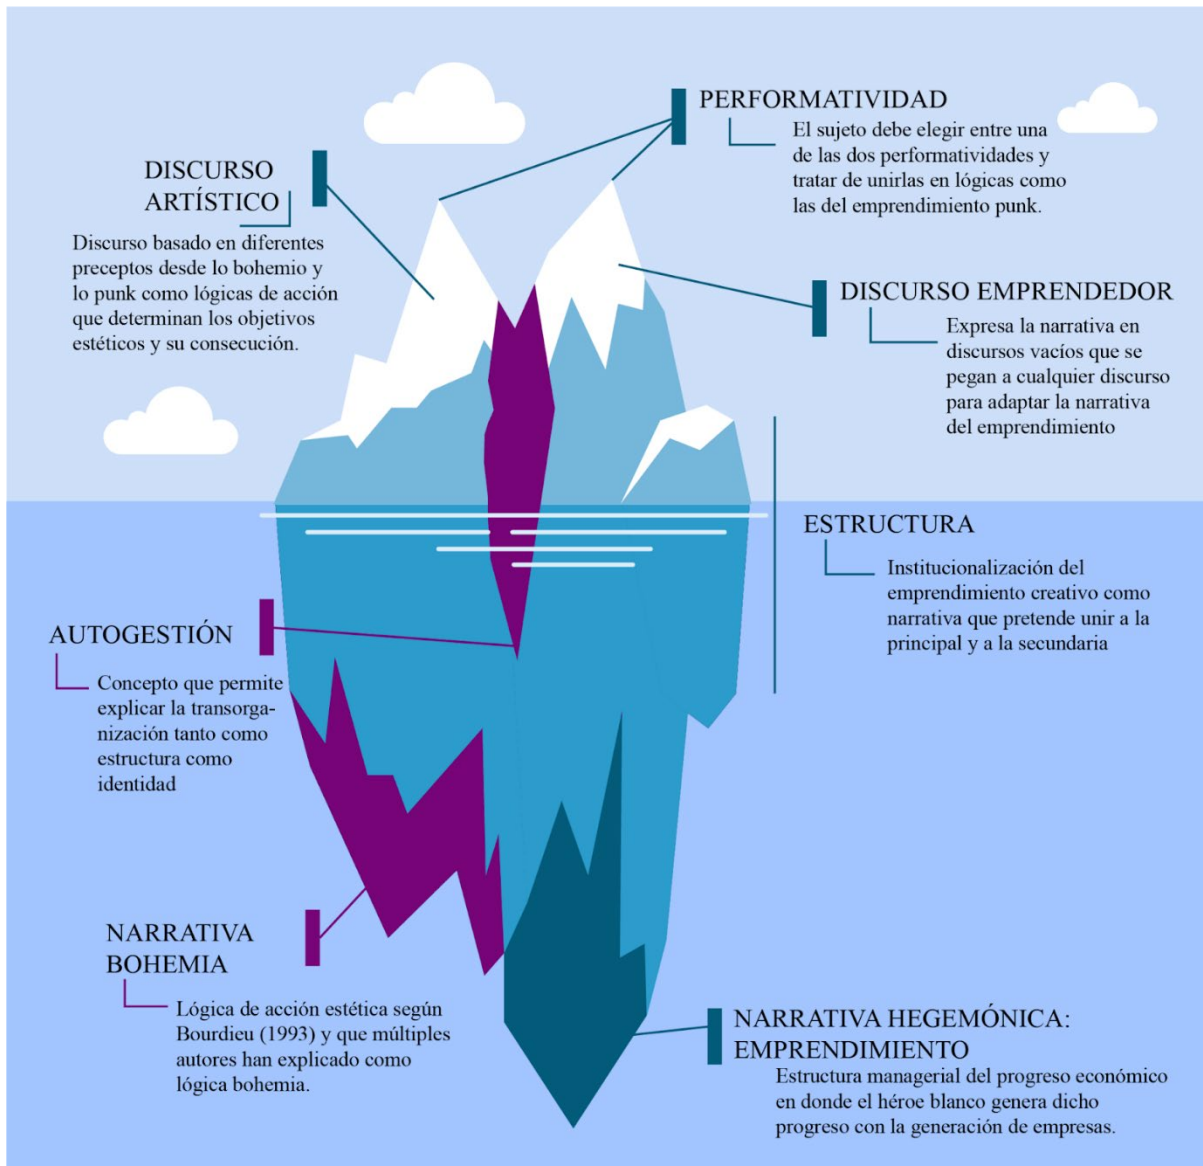 PERFORMATIVIDAD
El sujeto debe elegir entre una
de las dos performatividades y
tratar de unirlas en lógicas como
las del emprendimiento punk.
DISCURSO
ARTÍSTICO
Discurso basado en diferentes
preceptos desde lo bohemio y
lo punk como lógicas de acción
que determinan los objetivos
estéticos y su consecución.
DISCURSO EMPRENDEDOR
Expresa la narrativa en
discursos vacíos que se
pegan a cualquier discurso
para adaptar la narrativa
del emprendimiento
ESTRUCTURA
Institucionalización del
emprendimiento creativo como
narrativa que pretende unir a la
principal y a la secundaria
AUTOGESTIÓN
Concepto que permite
explicar la transorga-
nización tanto como
estructura como
identidad
NARRATIVA
BOHEMIA
Lógica de acción estética según
Bourdieu (1993) y que múltiples
autores han explicado como
lógica bohemia.
NARRATIVA HEGEMÓNICA:
EMPRENDIMIENTO
Estructura managerial del progreso económico
en donde el héroe blanco genera dicho
progreso con la generación de empresas.